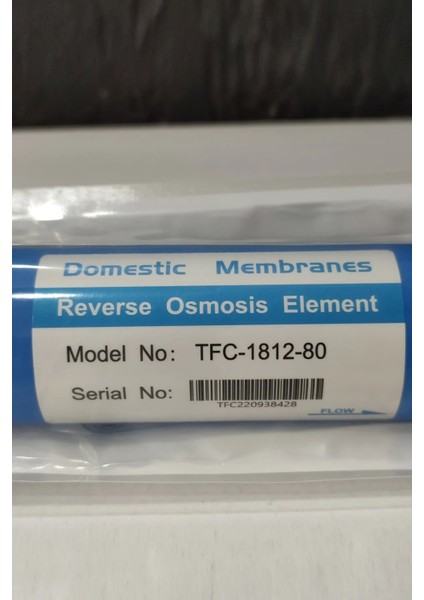 Domestic Membranes
Reverse Osmosis Element
Model No: TFC-1812-80
Serial No:
TFC220938428
FLOW